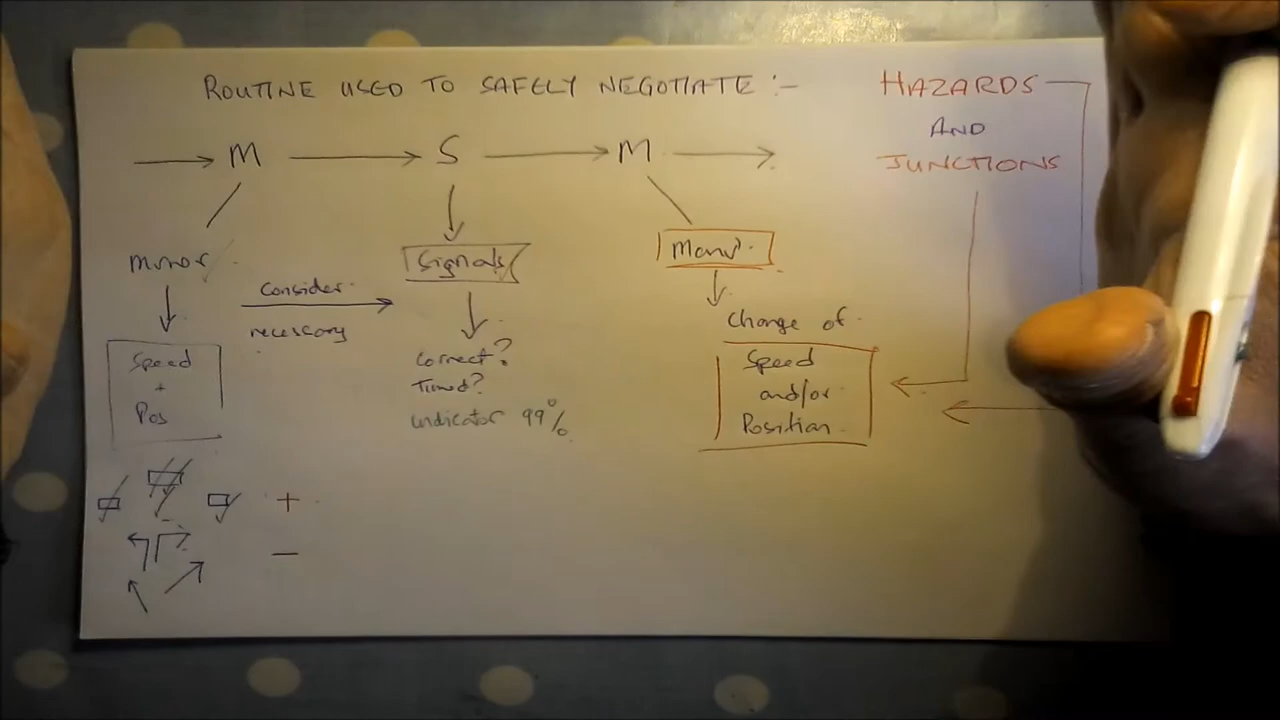 ROUTINE USED TO SAFELY NEGOTIATE :- HAZARDS
AND
JUNCTIONS
→ M → S → M →
mirror
Speed
+
Pos
Consider
necessary
Signals
Correct?
Timed?
indicator 99%
Manv.
Change of
Speed
and/or
Position
+
−